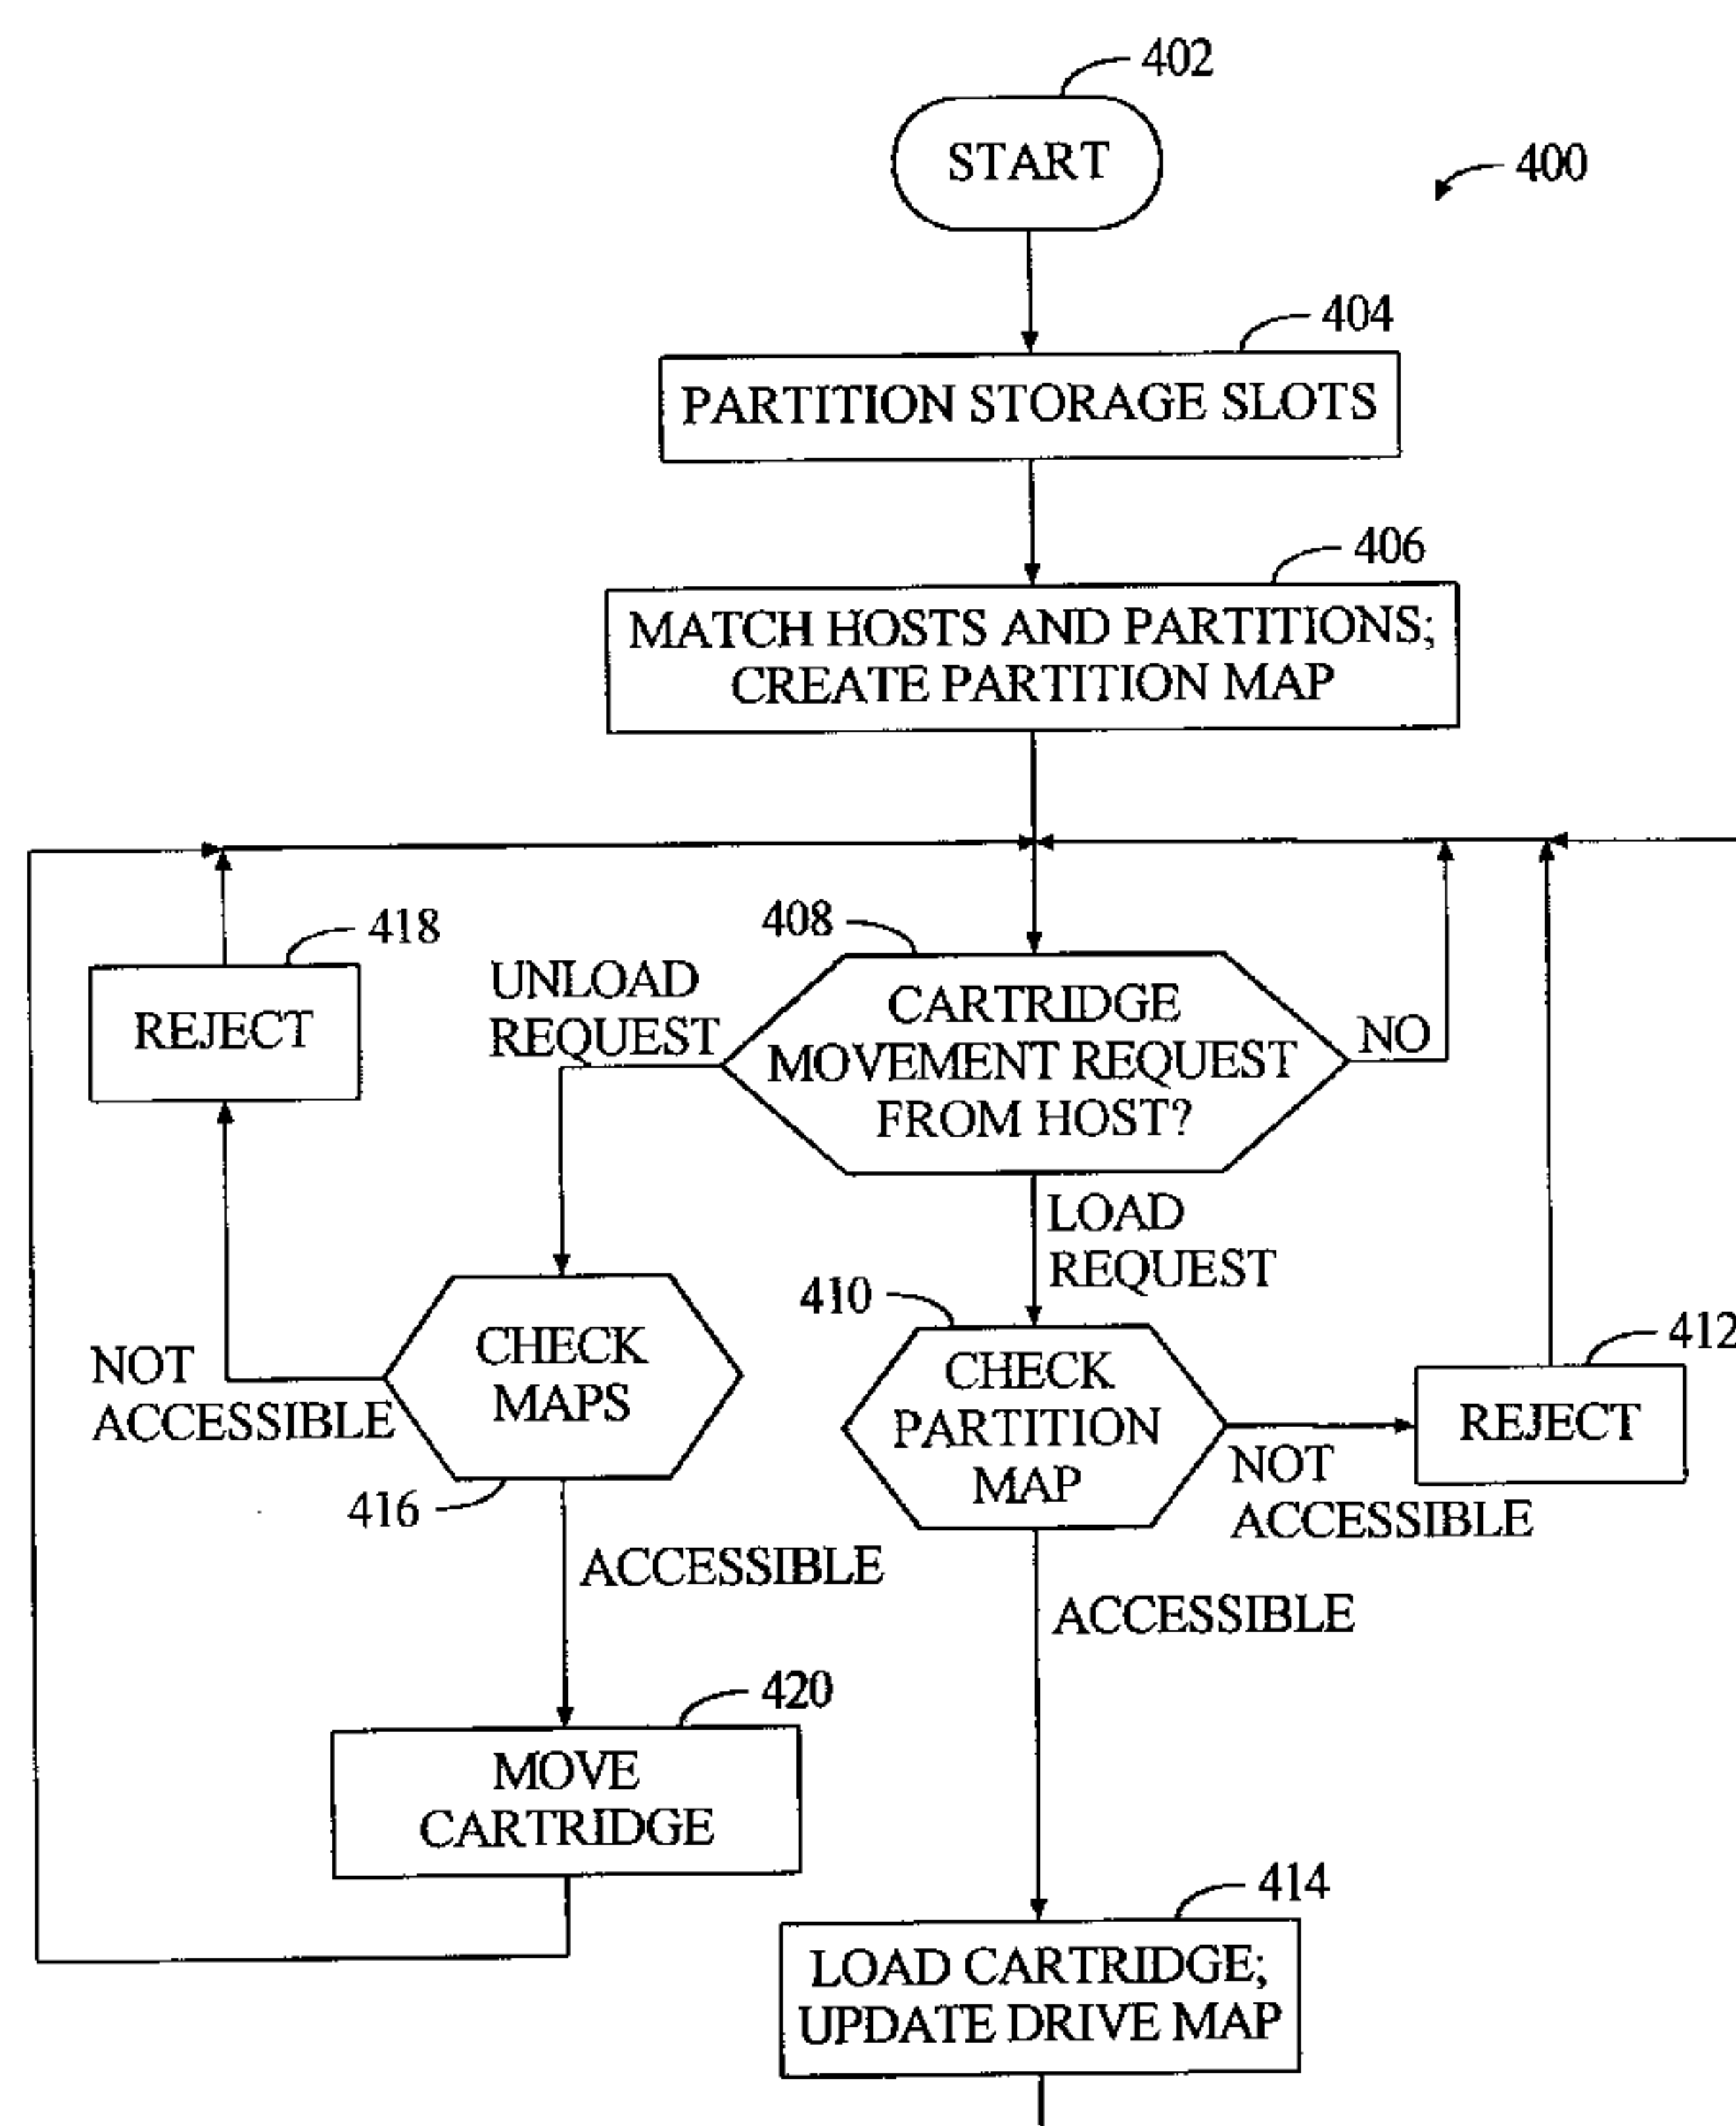 402
START
400
404
PARTITION STORAGE SLOTS
406
MATCH HOSTS AND PARTITIONS;
CREATE PARTITION MAP
418
REJECT
408
UNLOAD
REQUEST
CARTRIDGE
MOVEMENT REQUEST
FROM HOST?
NO
LOAD
REQUEST
410
CHECK
MAPS
NOT
ACCESSIBLE
416
CHECK
PARTITION
MAP
412
REJECT
NOT
ACCESSIBLE
ACCESSIBLE
ACCESSIBLE
420
MOVE
CARTRIDGE
414
LOAD CARTRIDGE;
UPDATE DRIVE MAP